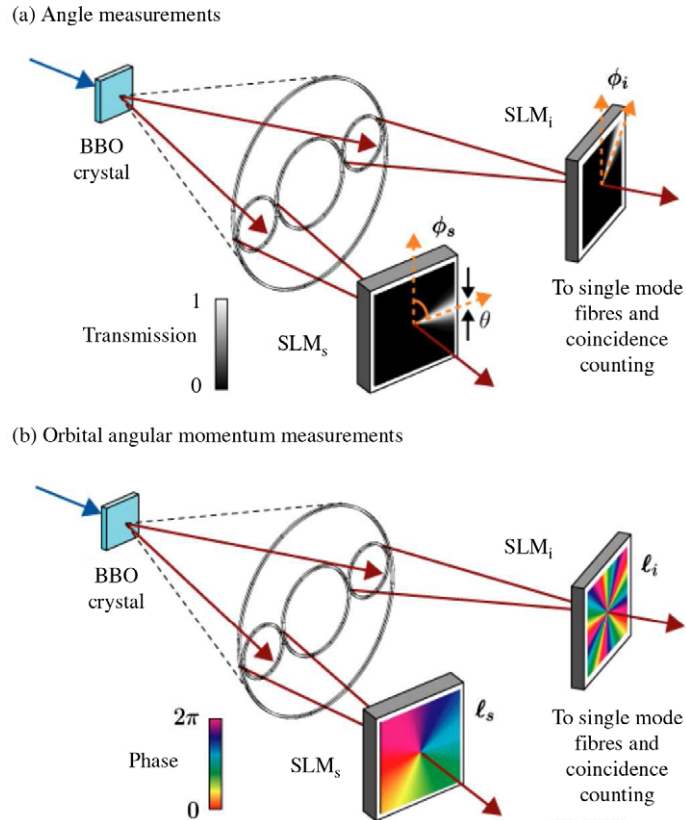 (a) Angle measurements
ϕi
SLMi
BBO
crystal
ϕs
1
Transmission
0
SLMs
θ
To single mode
fibres and
coincidence
counting
(b) Orbital angular momentum measurements
SLMi
ℓi
BBO
crystal
2π
Phase
0
ℓs
SLMs
To single mode
fibres and
coincidence
counting